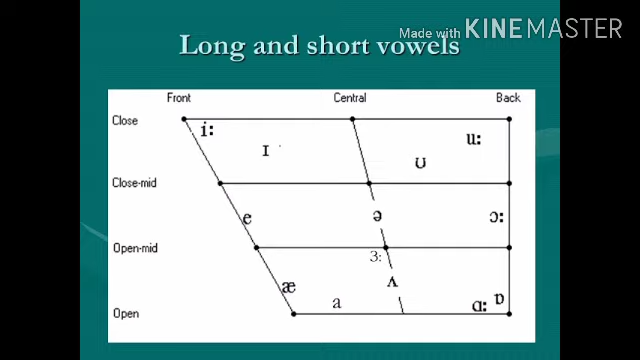 Made with KINEMASTER
Long and short vowels
Front Central Back
Close
i: ɪ ʊ u:
Close-mid
e ə ɔ:
Open-mid
3:
æ a ʌ ɑ: ɒ
Open